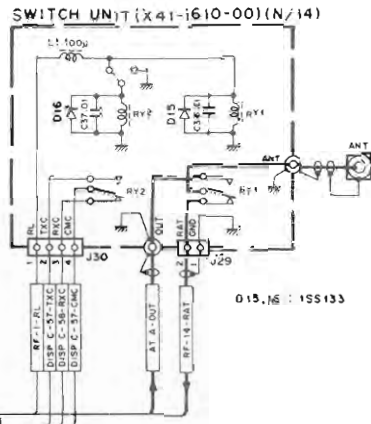 SWITCH UNIT (X41-1610-00)(N/14)
L1 100μ
D16
C37 .01
RY2
D15
C36 .01
RY1
ANT
ANT
RY2
RY1
RL
TXC
RXC
CMC
OUT
RAT
GND
1 2 3 4
J30
2 1
J29
D15,16 : 1SS133
RF-1-RL
DISP C-57-TXC
DISP C-58-RXC
DISP C-57-CMC
AT A-OUT
RF-14-RAT